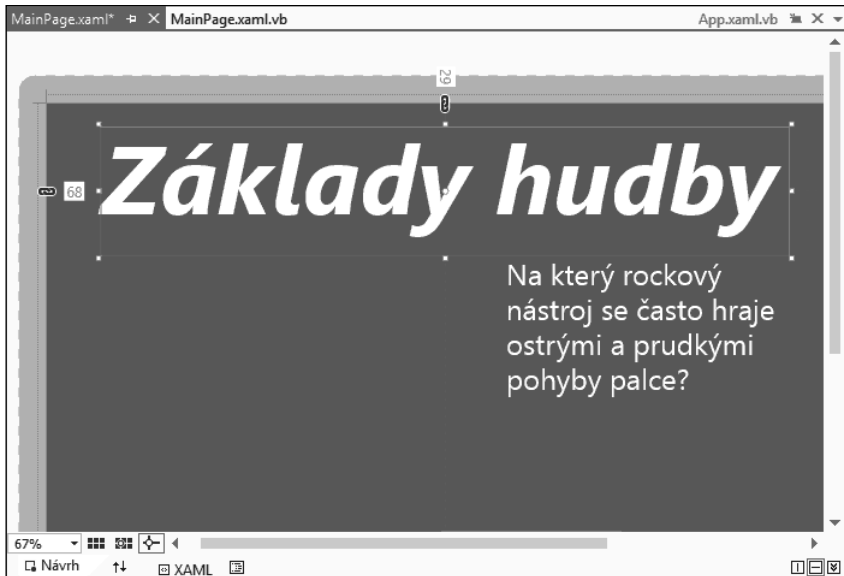 MainPage.xaml* MainPage.xaml.vb App.xaml.vb
29
68
Základy hudby
Na který rockový
nástroj se často hraje
ostrými a prudkými
pohyby palce?
67%
Návrh XAML